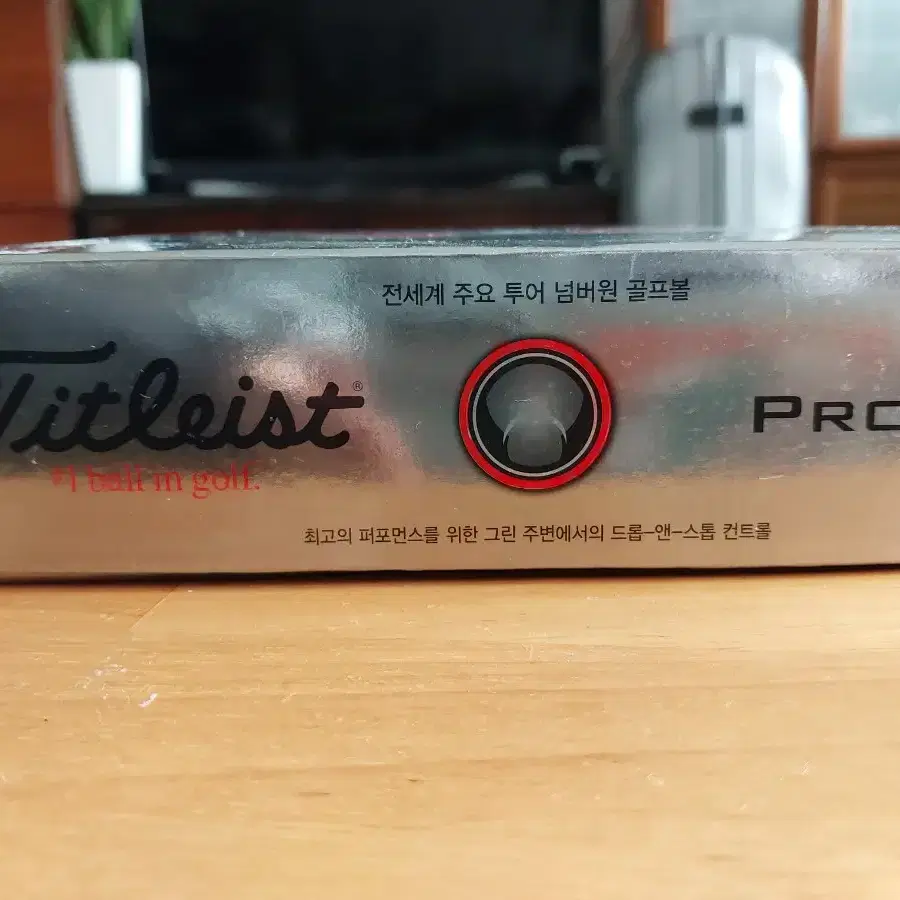 전세계 주요 투어 넘버원 골프볼
Titleist®
#1 ball in golf.
PRO
최고의 퍼포먼스를 위한 그린 주변에서의 드롭-앤-스톱 컨트롤